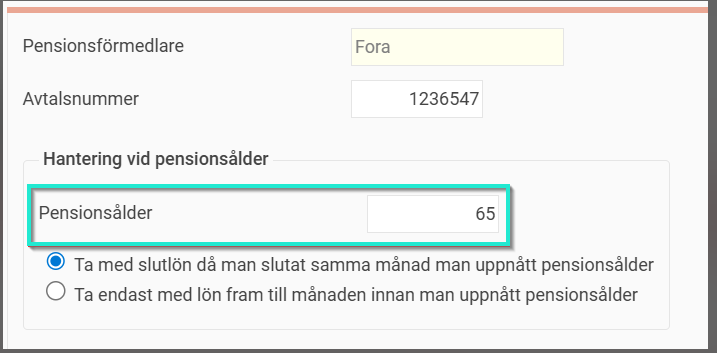 Pensionsförmedlare
Fora
Avtalsnummer
1236547
Hantering vid pensionsålder
Pensionsålder
65
Ta med slutlön då man slutat samma månad man uppnått pensionsålder
Ta endast med lön fram till månaden innan man uppnått pensionsålder